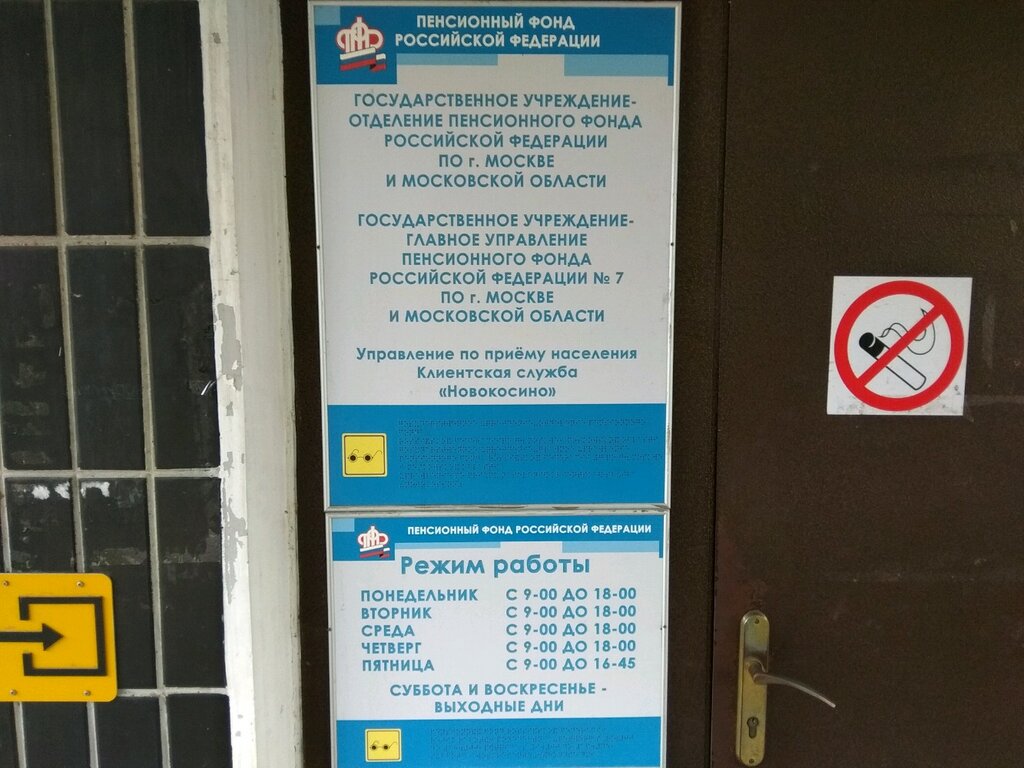 ПЕНСИОННЫЙ ФОНД
РОССИЙСКОЙ ФЕДЕРАЦИИ
ГОСУДАРСТВЕННОЕ УЧРЕЖДЕНИЕ-
ОТДЕЛЕНИЕ ПЕНСИОННОГО ФОНДА
РОССИЙСКОЙ ФЕДЕРАЦИИ
ПО г. МОСКВЕ
И МОСКОВСКОЙ ОБЛАСТИ
ГОСУДАРСТВЕННОЕ УЧРЕЖДЕНИЕ-
ГЛАВНОЕ УПРАВЛЕНИЕ
ПЕНСИОННОГО ФОНДА
РОССИЙСКОЙ ФЕДЕРАЦИИ № 7
ПО г. МОСКВЕ
И МОСКОВСКОЙ ОБЛАСТИ
Управление по приёму населения
Клиентская служба
«Новокосино»
ПЕНСИОННЫЙ ФОНД РОССИЙСКОЙ ФЕДЕРАЦИИ
Режим работы
ПОНЕДЕЛЬНИК С 9-00 ДО 18-00
ВТОРНИК С 9-00 ДО 18-00
СРЕДА С 9-00 ДО 18-00
ЧЕТВЕРГ С 9-00 ДО 18-00
ПЯТНИЦА С 9-00 ДО 16-45
СУББОТА И ВОСКРЕСЕНЬЕ -
ВЫХОДНЫЕ ДНИ